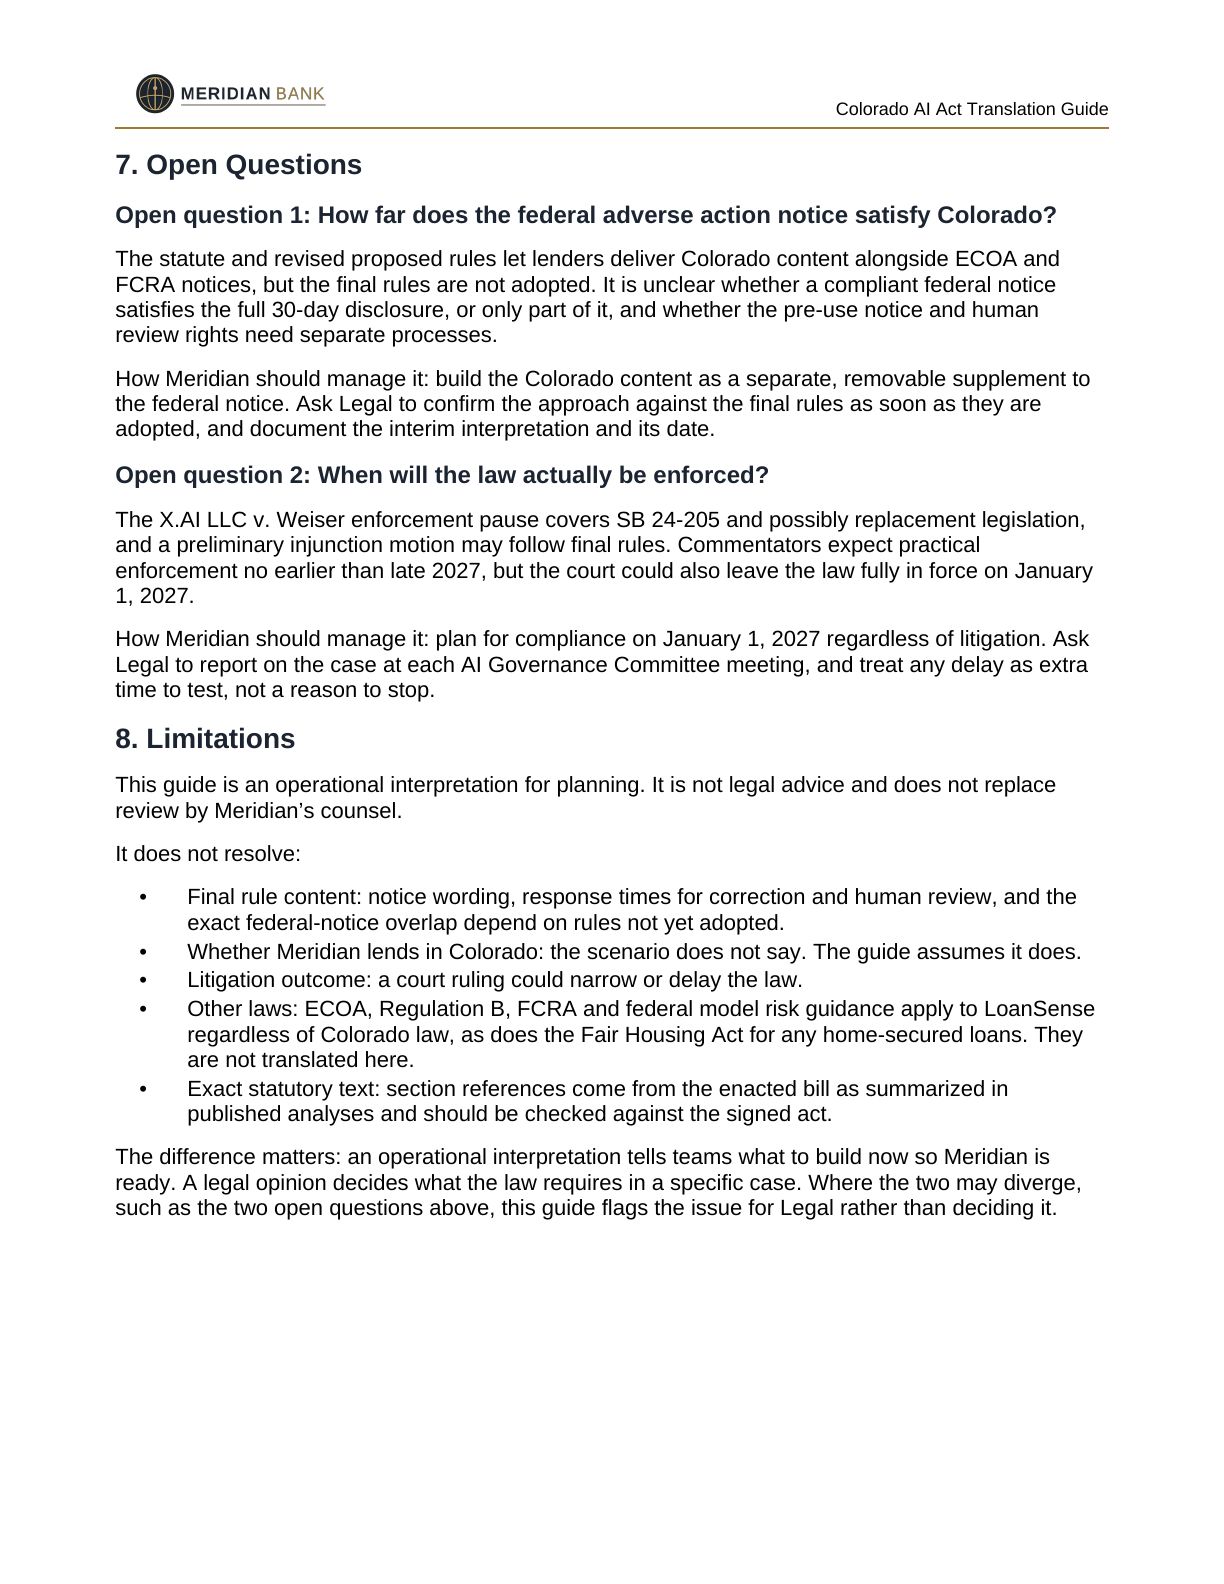 MERIDIAN BANK
Colorado AI Act Translation Guide
7. Open Questions
Open question 1: How far does the federal adverse action notice satisfy Colorado?
The statute and revised proposed rules let lenders deliver Colorado content alongside ECOA and
FCRA notices, but the final rules are not adopted. It is unclear whether a compliant federal notice
satisfies the full 30-day disclosure, or only part of it, and whether the pre-use notice and human
review rights need separate processes.
How Meridian should manage it: build the Colorado content as a separate, removable supplement to
the federal notice. Ask Legal to confirm the approach against the final rules as soon as they are
adopted, and document the interim interpretation and its date.
Open question 2: When will the law actually be enforced?
The X.AI LLC v. Weiser enforcement pause covers SB 24-205 and possibly replacement legislation,
and a preliminary injunction motion may follow final rules. Commentators expect practical
enforcement no earlier than late 2027, but the court could also leave the law fully in force on January
1, 2027.
How Meridian should manage it: plan for compliance on January 1, 2027 regardless of litigation. Ask
Legal to report on the case at each AI Governance Committee meeting, and treat any delay as extra
time to test, not a reason to stop.
8. Limitations
This guide is an operational interpretation for planning. It is not legal advice and does not replace
review by Meridian’s counsel.
It does not resolve:
• Final rule content: notice wording, response times for correction and human review, and the
exact federal-notice overlap depend on rules not yet adopted.
• Whether Meridian lends in Colorado: the scenario does not say. The guide assumes it does.
• Litigation outcome: a court ruling could narrow or delay the law.
• Other laws: ECOA, Regulation B, FCRA and federal model risk guidance apply to LoanSense
regardless of Colorado law, as does the Fair Housing Act for any home-secured loans. They
are not translated here.
• Exact statutory text: section references come from the enacted bill as summarized in
published analyses and should be checked against the signed act.
The difference matters: an operational interpretation tells teams what to build now so Meridian is
ready. A legal opinion decides what the law requires in a specific case. Where the two may diverge,
such as the two open questions above, this guide flags the issue for Legal rather than deciding it.